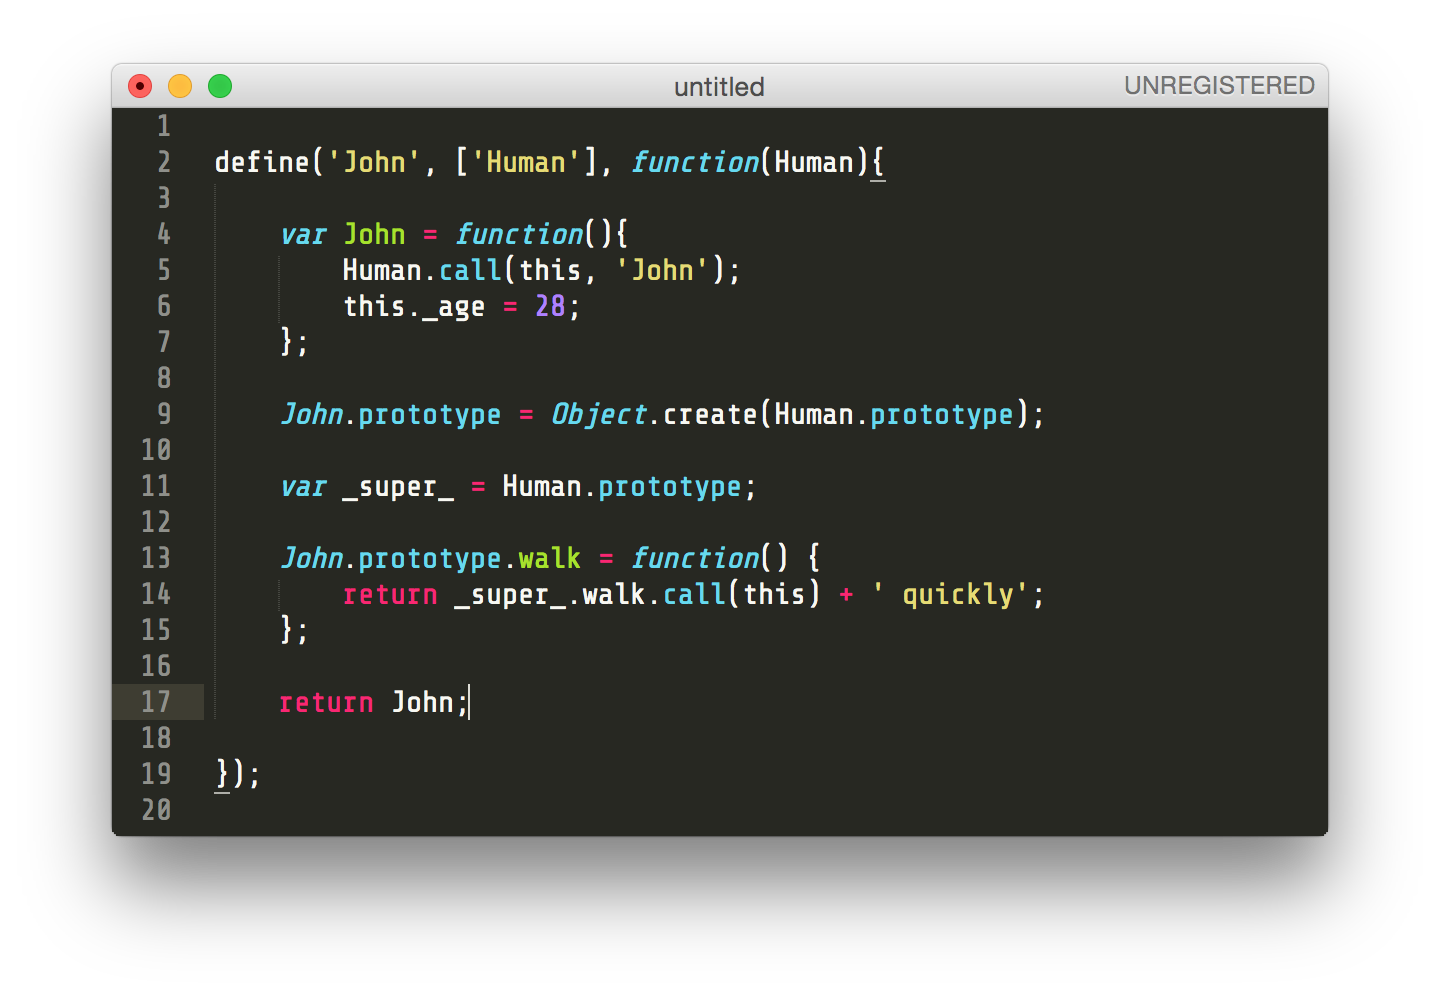 untitled
UNREGISTERED
1
2 define('John', ['Human'], function(Human){
3
4     var John = function(){
5         Human.call(this, 'John');
6         this._age = 28;
7     };
8
9     John.prototype = Object.create(Human.prototype);
10
11     var _super_ = Human.prototype;
12
13     John.prototype.walk = function() {
14         return _super_.walk.call(this) + ' quickly';
15     };
16
17     return John;
18
19 });
20